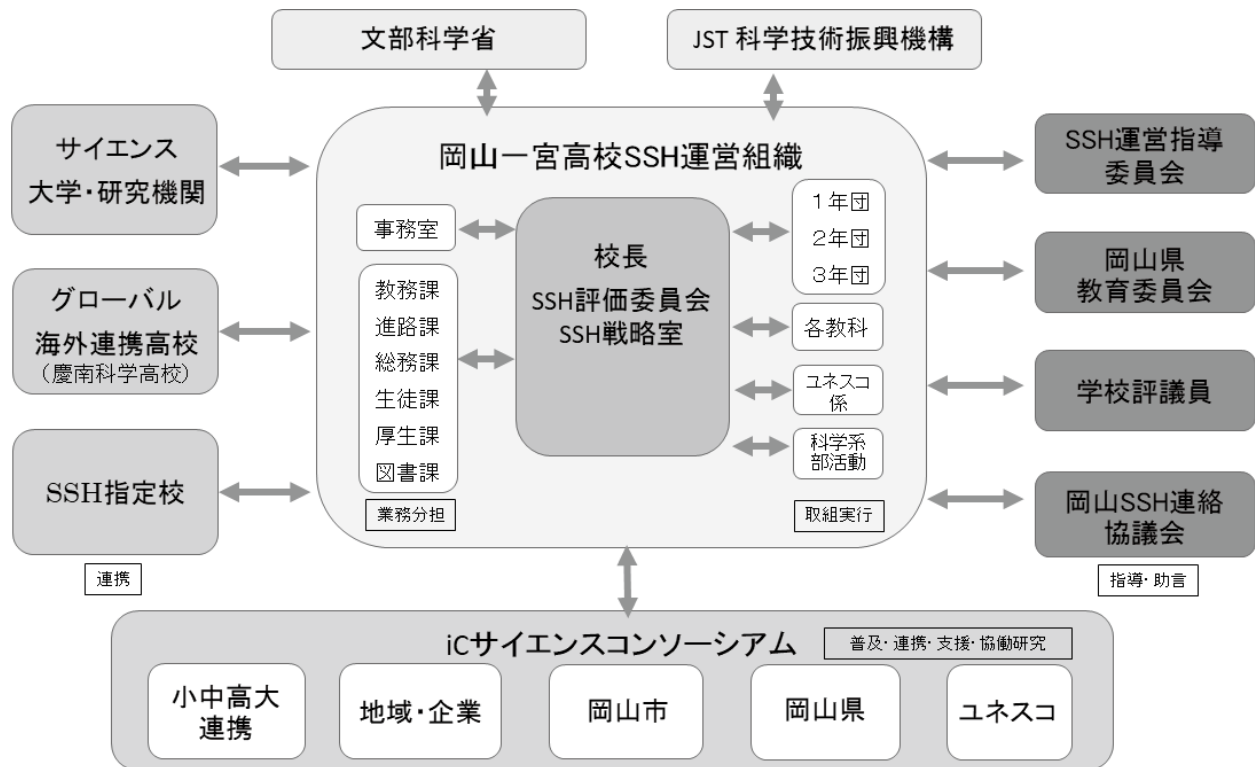 文部科学省
JST 科学技術振興機構
サイエンス
大学・研究機関
グローバル
海外連携高校
(慶南科学高校)
SSH指定校
連携
岡山一宮高校SSH運営組織
事務室
教務課
進路課
総務課
生徒課
厚生課
図書課
業務分担
校長
SSH評価委員会
SSH戦略室
1年団
2年団
3年団
各教科
ユネスコ
係
科学系
部活動
取組実行
SSH運営指導
委員会
岡山県
教育委員会
学校評議員
岡山SSH連絡
協議会
指導・助言
iCサイエンスコンソーシアム
普及・連携・支援・協働研究
小中高大
連携
地域・企業
岡山市
岡山県
ユネスコ